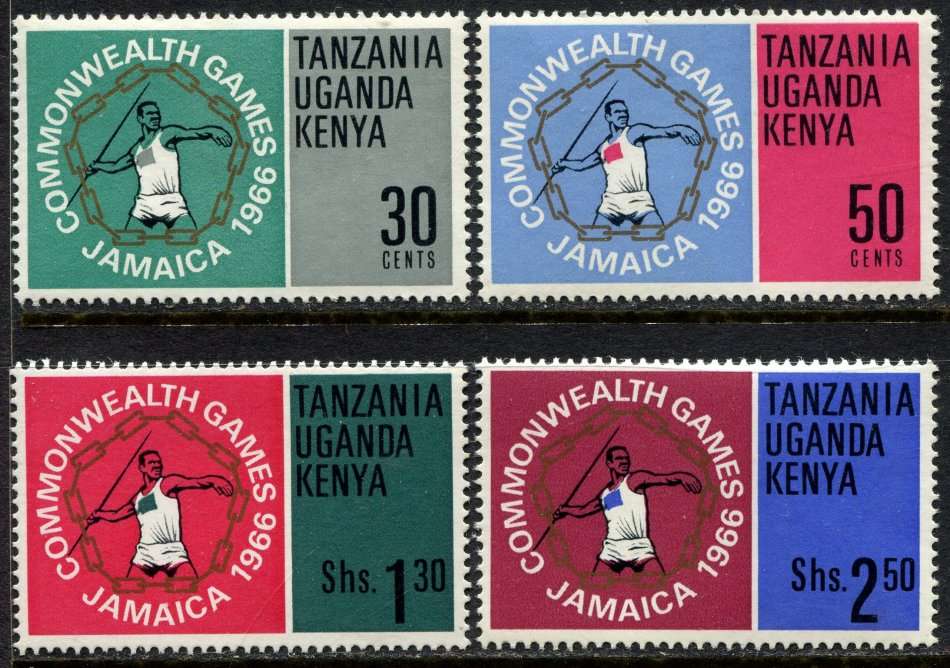 COMMONWEALTH GAMES
JAMAICA 1966
TANZANIA
UGANDA
KENYA
30
CENTS
COMMONWEALTH GAMES
JAMAICA 1966
TANZANIA
UGANDA
KENYA
50
CENTS
COMMONWEALTH GAMES
JAMAICA 1966
TANZANIA
UGANDA
KENYA
Shs. 1 30
COMMONWEALTH GAMES
JAMAICA 1966
TANZANIA
UGANDA
KENYA
Shs. 2 50